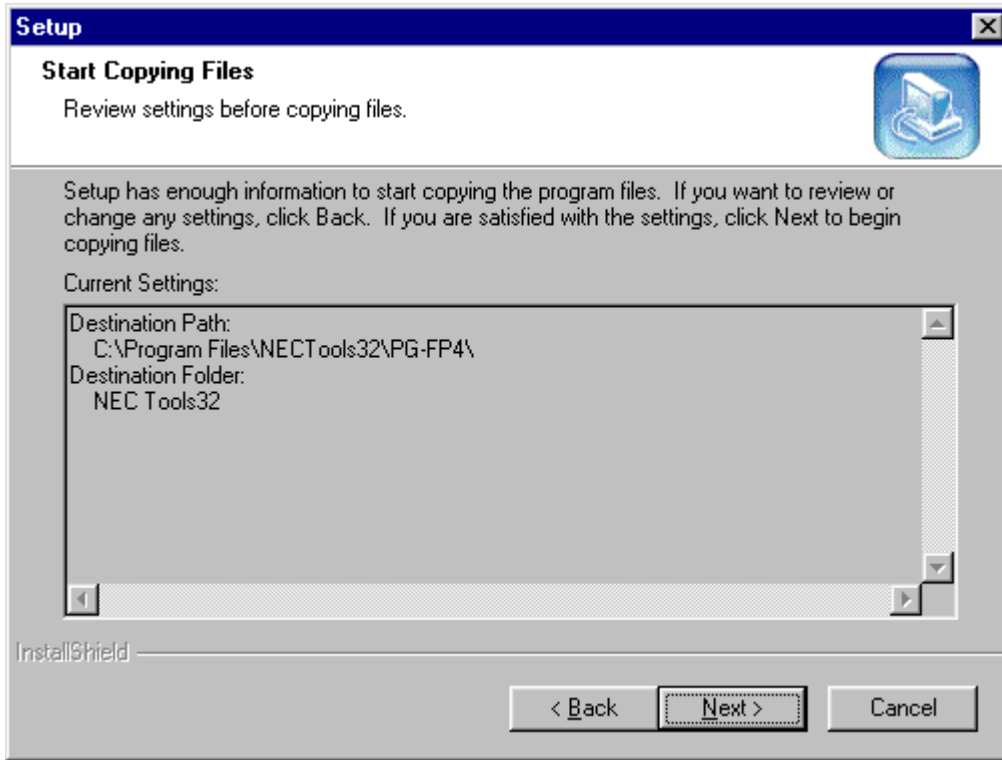 Setup
Start Copying Files
Review settings before copying files.
Setup has enough information to start copying the program files.  If you want to review or
change any settings, click Back.  If you are satisfied with the settings, click Next to begin
copying files.
Current Settings:
Destination Path:
C:\Program Files\NECTools32\PG-FP4\
Destination Folder:
NEC Tools32
InstallShield
< Back
Next >
Cancel